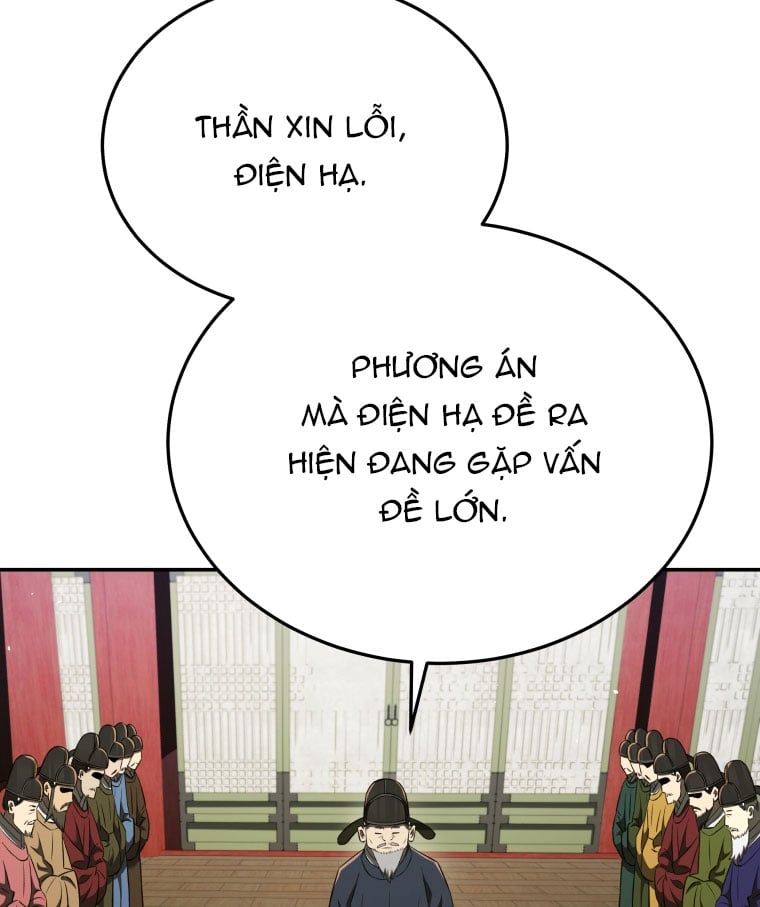 THẦN XIN LỖI,
ĐIỆN HẠ.
PHƯƠNG ÁN
MÀ ĐIỆN HẠ ĐỀ RA
HIỆN ĐANG GẶP VẤN
ĐỀ LỚN.